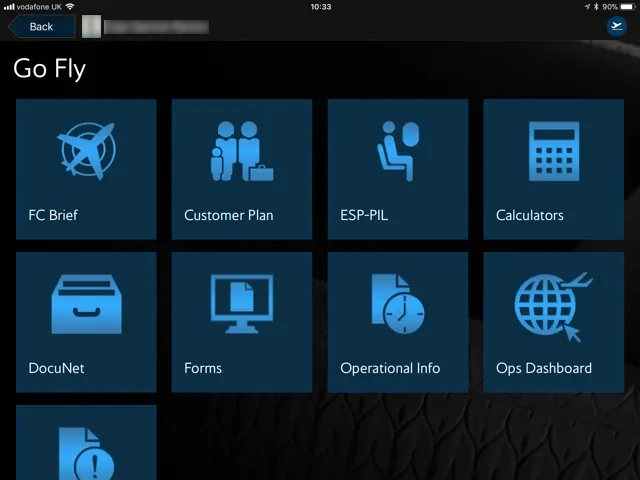 vodafone UK
10:33
90%
Back
Go Fly
FC Brief
Customer Plan
ESP-PIL
Calculators
DocuNet
Forms
Operational Info
Ops Dashboard